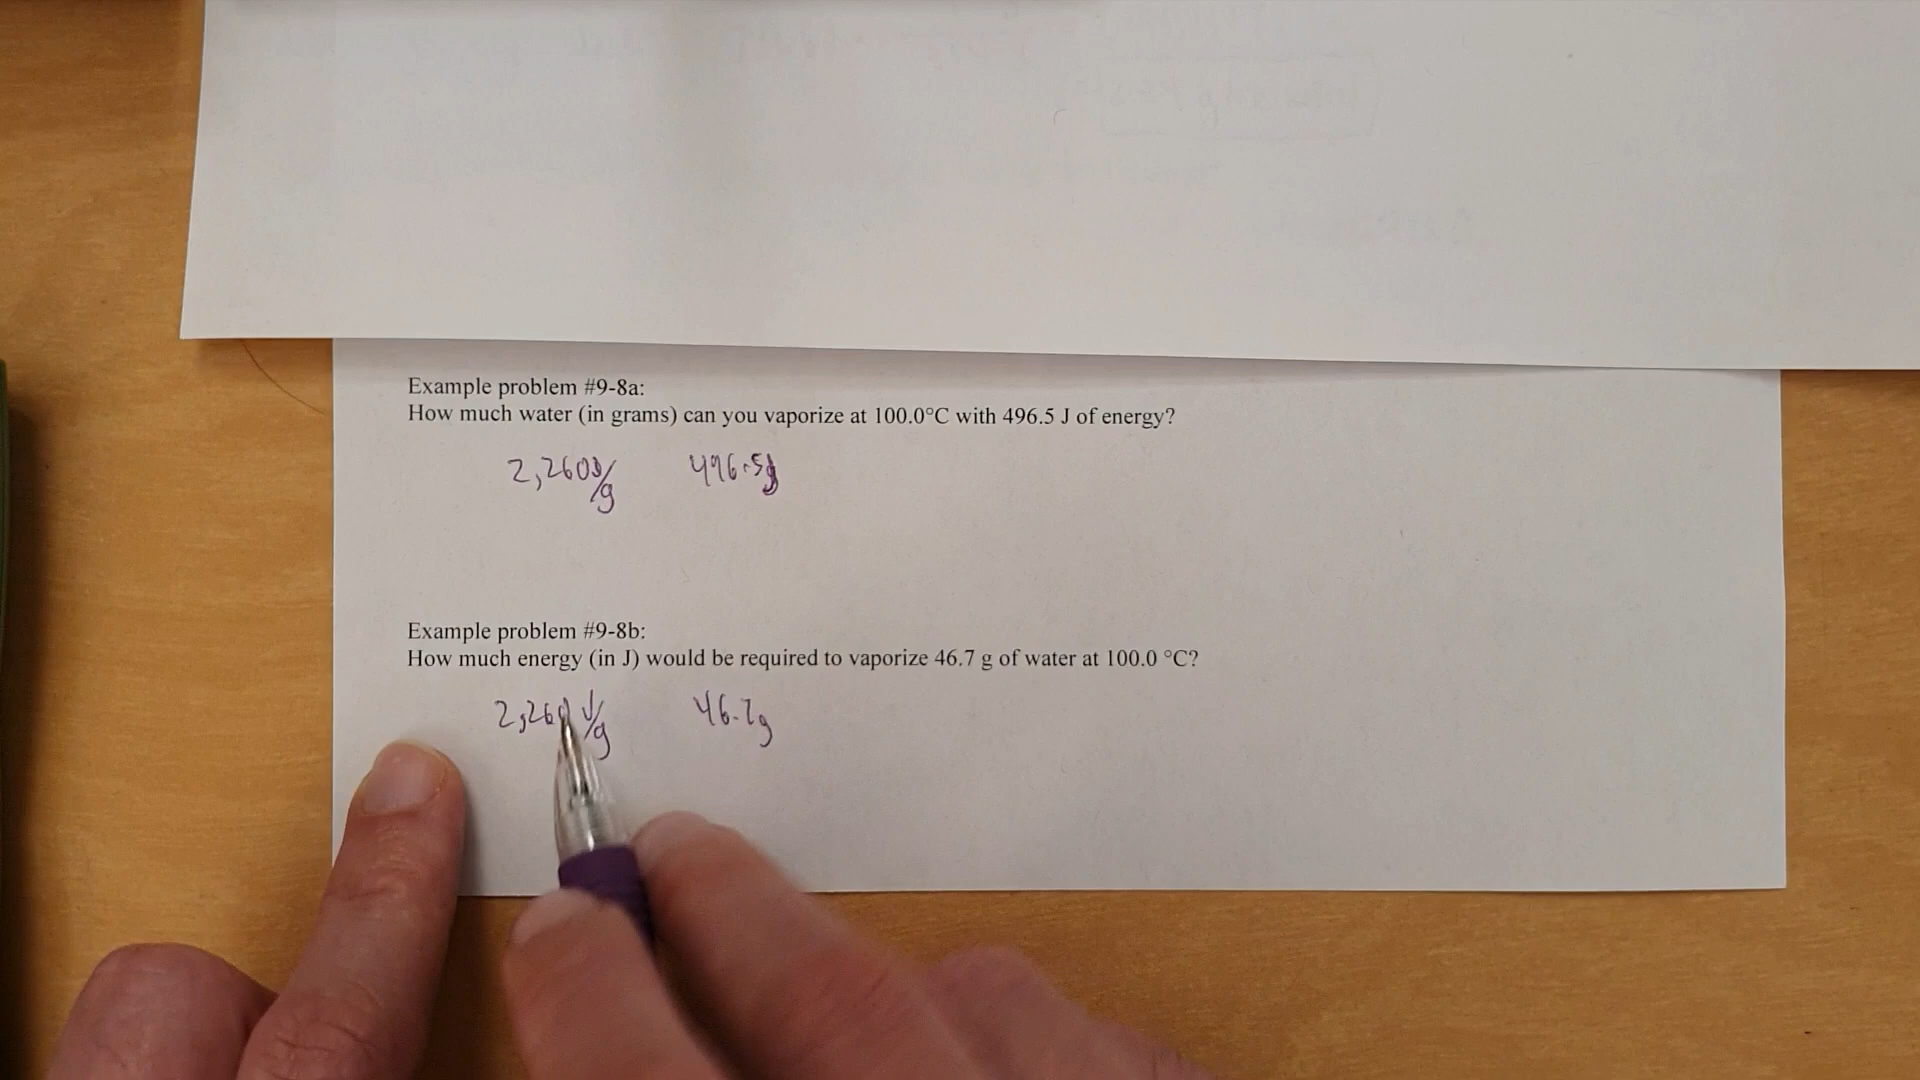 Example problem #9-8a:
How much water (in grams) can you vaporize at 100.0°C with 496.5 J of energy?
2,260J/g 496.5J
Example problem #9-8b:
How much energy (in J) would be required to vaporize 46.7 g of water at 100.0 °C?
2,260 J/g 46.7g